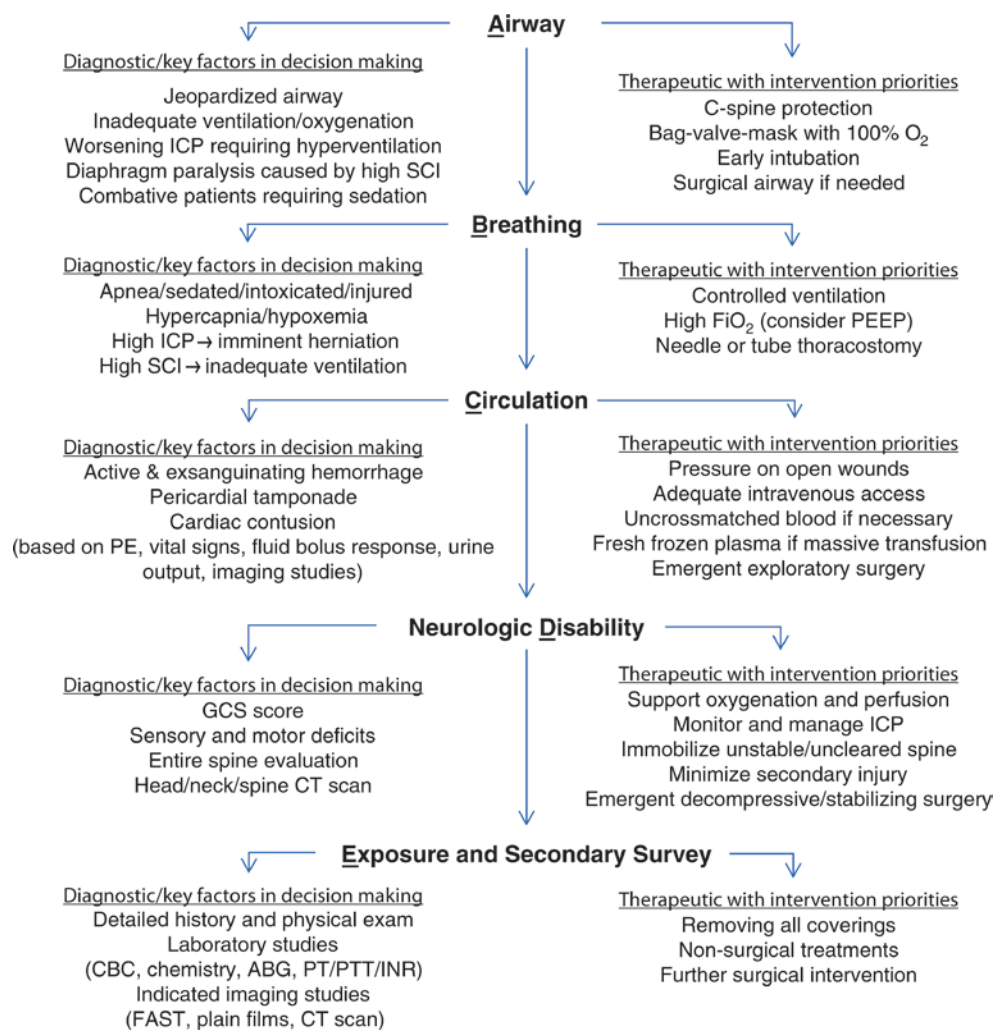 Airway
Diagnostic/key factors in decision making
Jeopardized airway
Inadequate ventilation/oxygenation
Worsening ICP requiring hyperventilation
Diaphragm paralysis caused by high SCI
Combative patients requiring sedation
Therapeutic with intervention priorities
C-spine protection
Bag-valve-mask with 100% O₂
Early intubation
Surgical airway if needed
Breathing
Diagnostic/key factors in decision making
Apnea/sedated/intoxicated/injured
Hypercapnia/hypoxemia
High ICP→imminent herniation
High SCI→inadequate ventilation
Therapeutic with intervention priorities
Controlled ventilation
High FiO₂ (consider PEEP)
Needle or tube thoracostomy
Circulation
Diagnostic/key factors in decision making
Active & exsanguinating hemorrhage
Pericardial tamponade
Cardiac contusion
(based on PE, vital signs, fluid bolus response, urine
output, imaging studies)
Therapeutic with intervention priorities
Pressure on open wounds
Adequate intravenous access
Uncrossmatched blood if necessary
Fresh frozen plasma if massive transfusion
Emergent exploratory surgery
Neurologic Disability
Diagnostic/key factors in decision making
GCS score
Sensory and motor deficits
Entire spine evaluation
Head/neck/spine CT scan
Therapeutic with intervention priorities
Support oxygenation and perfusion
Monitor and manage ICP
Immobilize unstable/uncleared spine
Minimize secondary injury
Emergent decompressive/stabilizing surgery
Exposure and Secondary Survey
Diagnostic/key factors in decision making
Detailed history and physical exam
Laboratory studies
(CBC, chemistry, ABG, PT/PTT/INR)
Indicated imaging studies
(FAST, plain films, CT scan)
Therapeutic with intervention priorities
Removing all coverings
Non-surgical treatments
Further surgical intervention